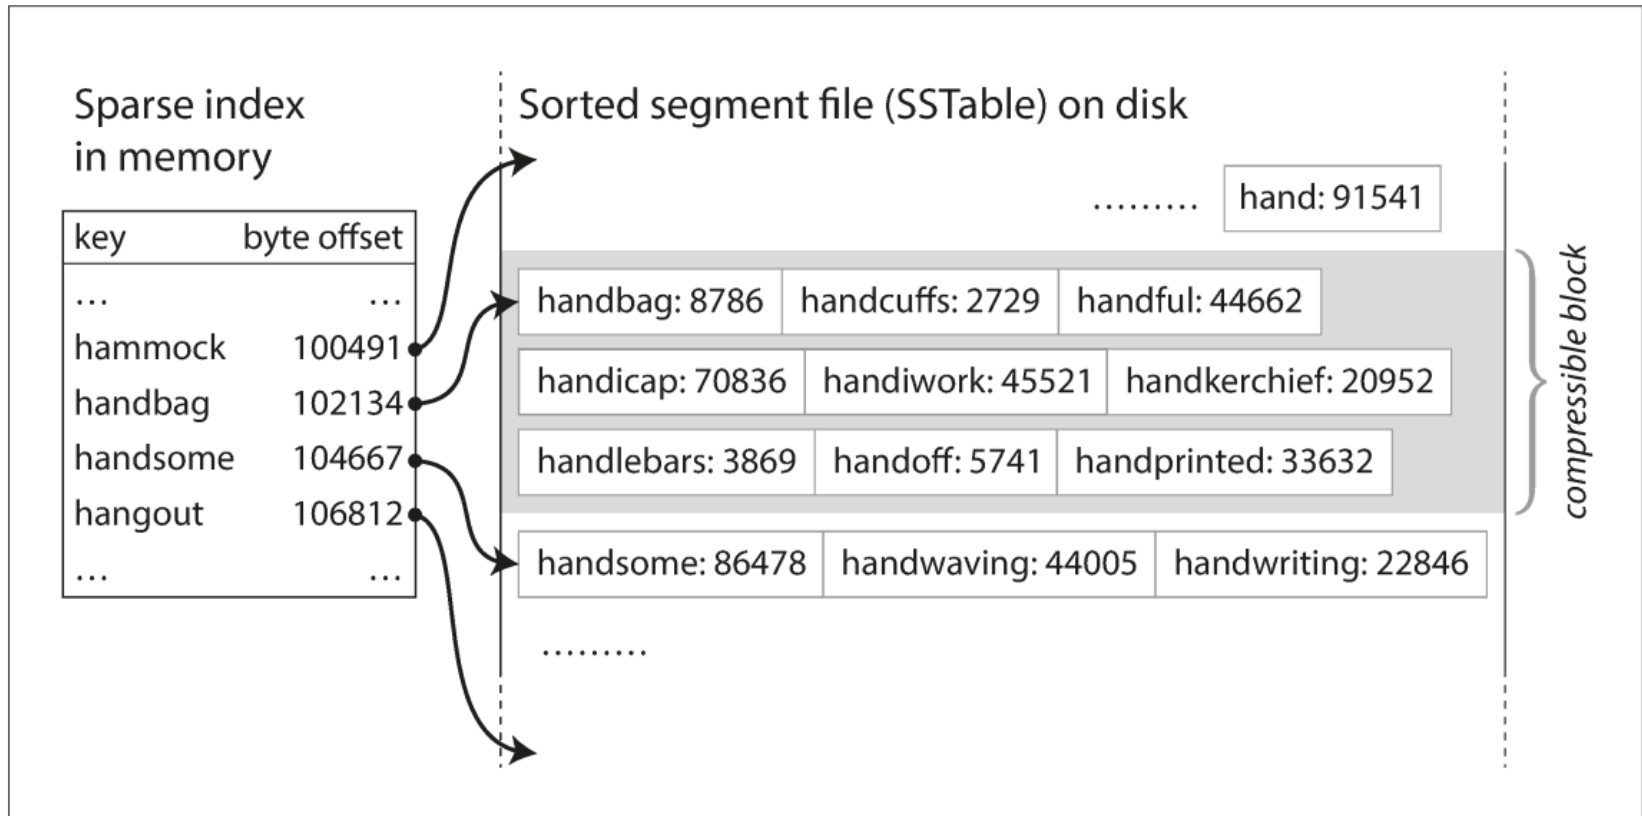 Sparse index
in memory
key byte offset
... ...
hammock 100491
handbag 102134
handsome 104667
hangout 106812
... ...
Sorted segment file (SSTable) on disk
......... hand: 91541
handbag: 8786 handcuffs: 2729 handful: 44662
handicap: 70836 handiwork: 45521 handkerchief: 20952
handlebars: 3869 handoff: 5741 handprinted: 33632
handsome: 86478 handwaving: 44005 handwriting: 22846
.........
compressible block